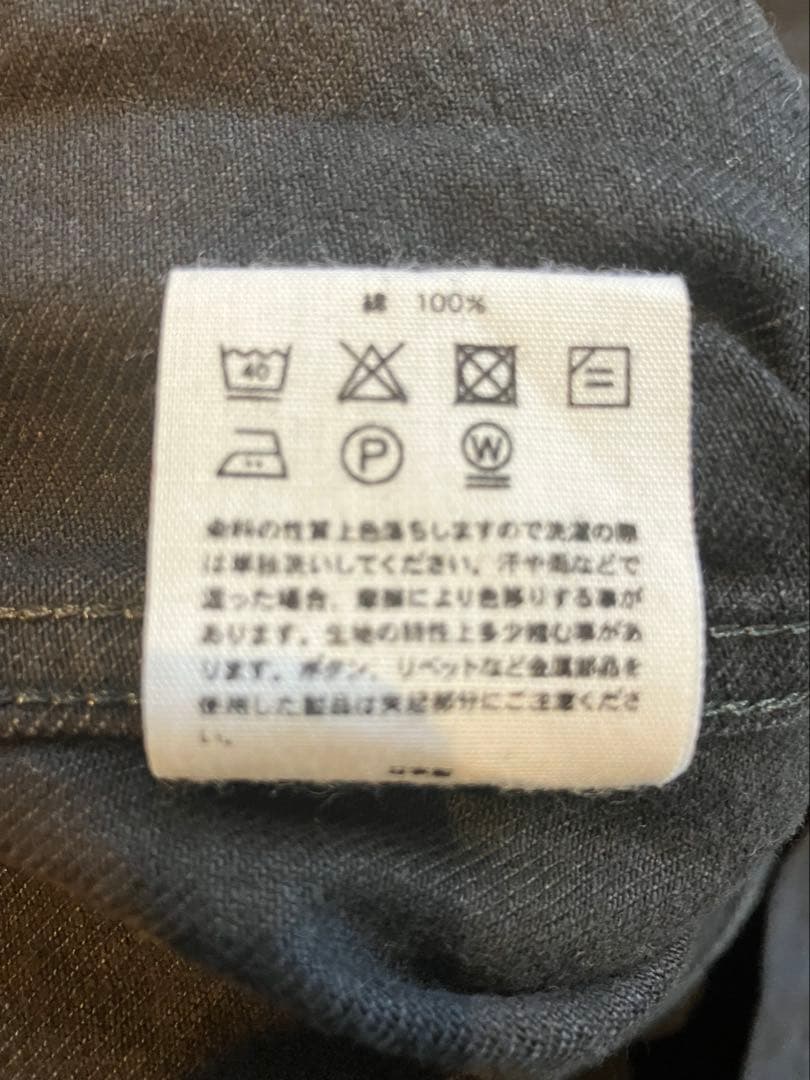 綿 100%
40
P
W
染料の性質上色落ちしますので洗濯の際
は単独洗いしてください。汗や雨などで
湿った場合、摩擦により色移りする事が
あります。生地の特性上多少縮む事があ
ります。ボタン、リベットなど金属部品を
使用した製品は突起部分にご注意くださ
い。
日本製